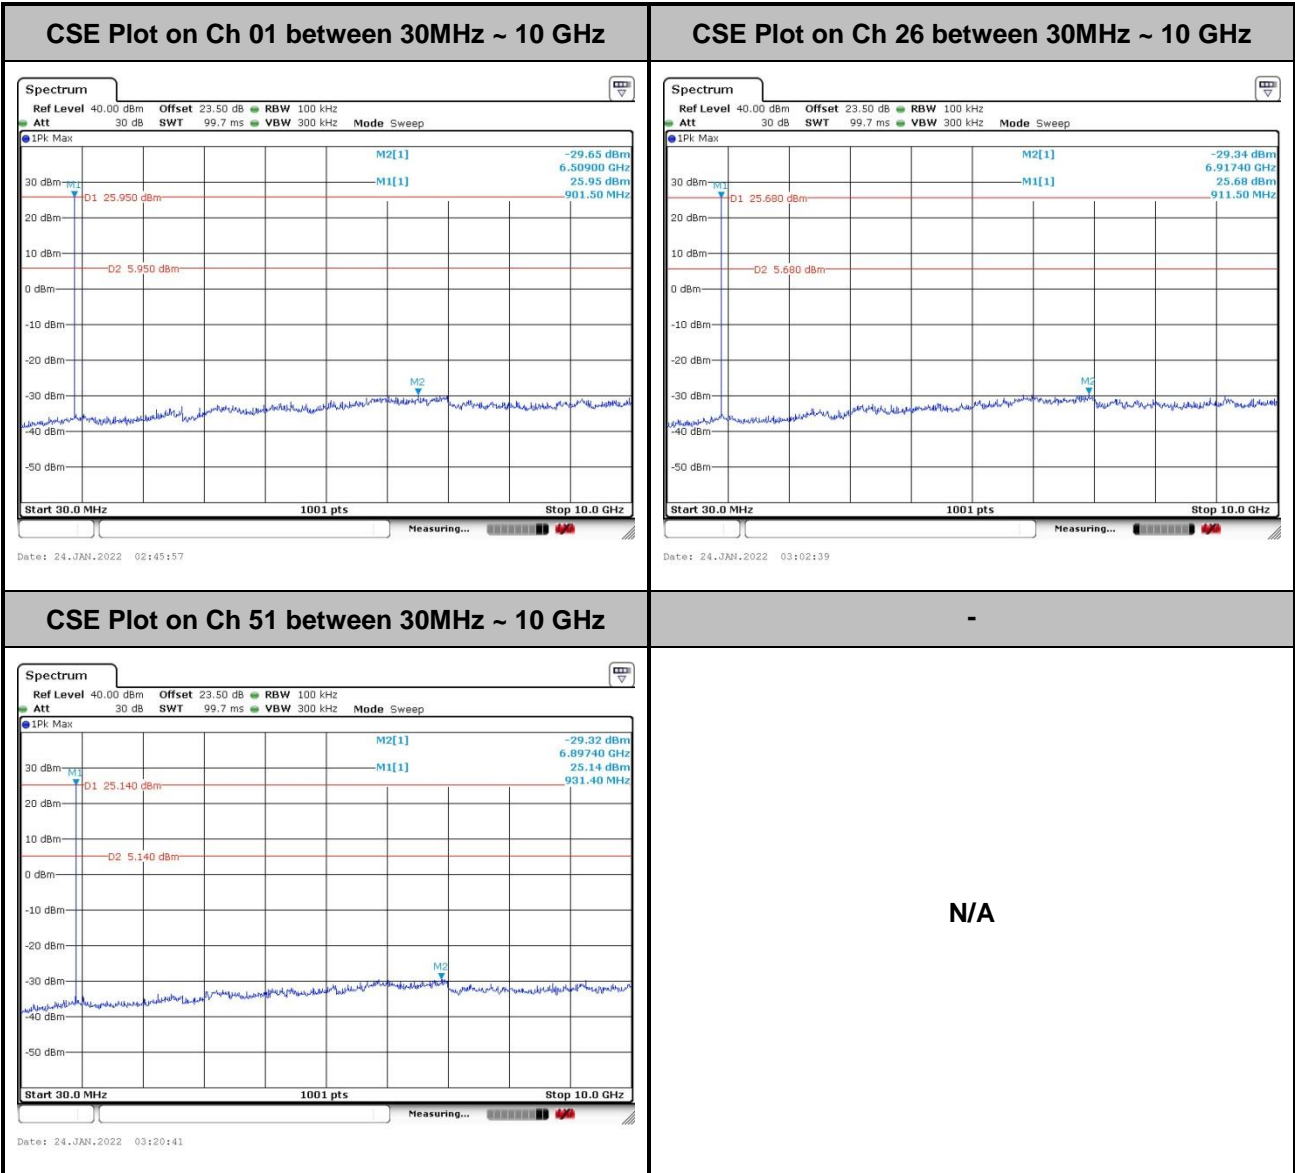 CSE Plot on Ch 01 between 30MHz ~ 10 GHz
CSE Plot on Ch 26 between 30MHz ~ 10 GHz
Spectrum
Ref Level 40.00 dBm Offset 23.50 dB RBW 100 kHz
Att 30 dB SWT 99.7 ms VBW 300 kHz Mode Sweep
1Pk Max
M2[1] -29.65 dBm
6.50900 GHz
30 dBm M1 M1[1] 25.95 dBm
D1 25.950 dBm 901.50 MHz
20 dBm
10 dBm
D2 5.950 dBm
0 dBm
-10 dBm
-20 dBm
M2
-30 dBm
-40 dBm
-50 dBm
Start 30.0 MHz 1001 pts Stop 10.0 GHz
Measuring...
Date: 24.JAN.2022 02:45:57
Spectrum
Ref Level 40.00 dBm Offset 23.50 dB RBW 100 kHz
Att 30 dB SWT 99.7 ms VBW 300 kHz Mode Sweep
1Pk Max
M2[1] -29.34 dBm
6.91740 GHz
30 dBm M1 M1[1] 25.68 dBm
D1 25.680 dBm 911.50 MHz
20 dBm
10 dBm
D2 5.680 dBm
0 dBm
-10 dBm
-20 dBm
M2
-30 dBm
-40 dBm
-50 dBm
Start 30.0 MHz 1001 pts Stop 10.0 GHz
Measuring...
Date: 24.JAN.2022 03:02:39
CSE Plot on Ch 51 between 30MHz ~ 10 GHz
-
Spectrum
Ref Level 40.00 dBm Offset 23.50 dB RBW 100 kHz
Att 30 dB SWT 99.7 ms VBW 300 kHz Mode Sweep
1Pk Max
M2[1] -29.32 dBm
6.89740 GHz
30 dBm M1 M1[1] 25.14 dBm
D1 25.140 dBm 931.40 MHz
20 dBm
10 dBm
D2 5.140 dBm
0 dBm
-10 dBm
-20 dBm
M2
-30 dBm
-40 dBm
-50 dBm
Start 30.0 MHz 1001 pts Stop 10.0 GHz
Measuring...
Date: 24.JAN.2022 03:20:41
N/A